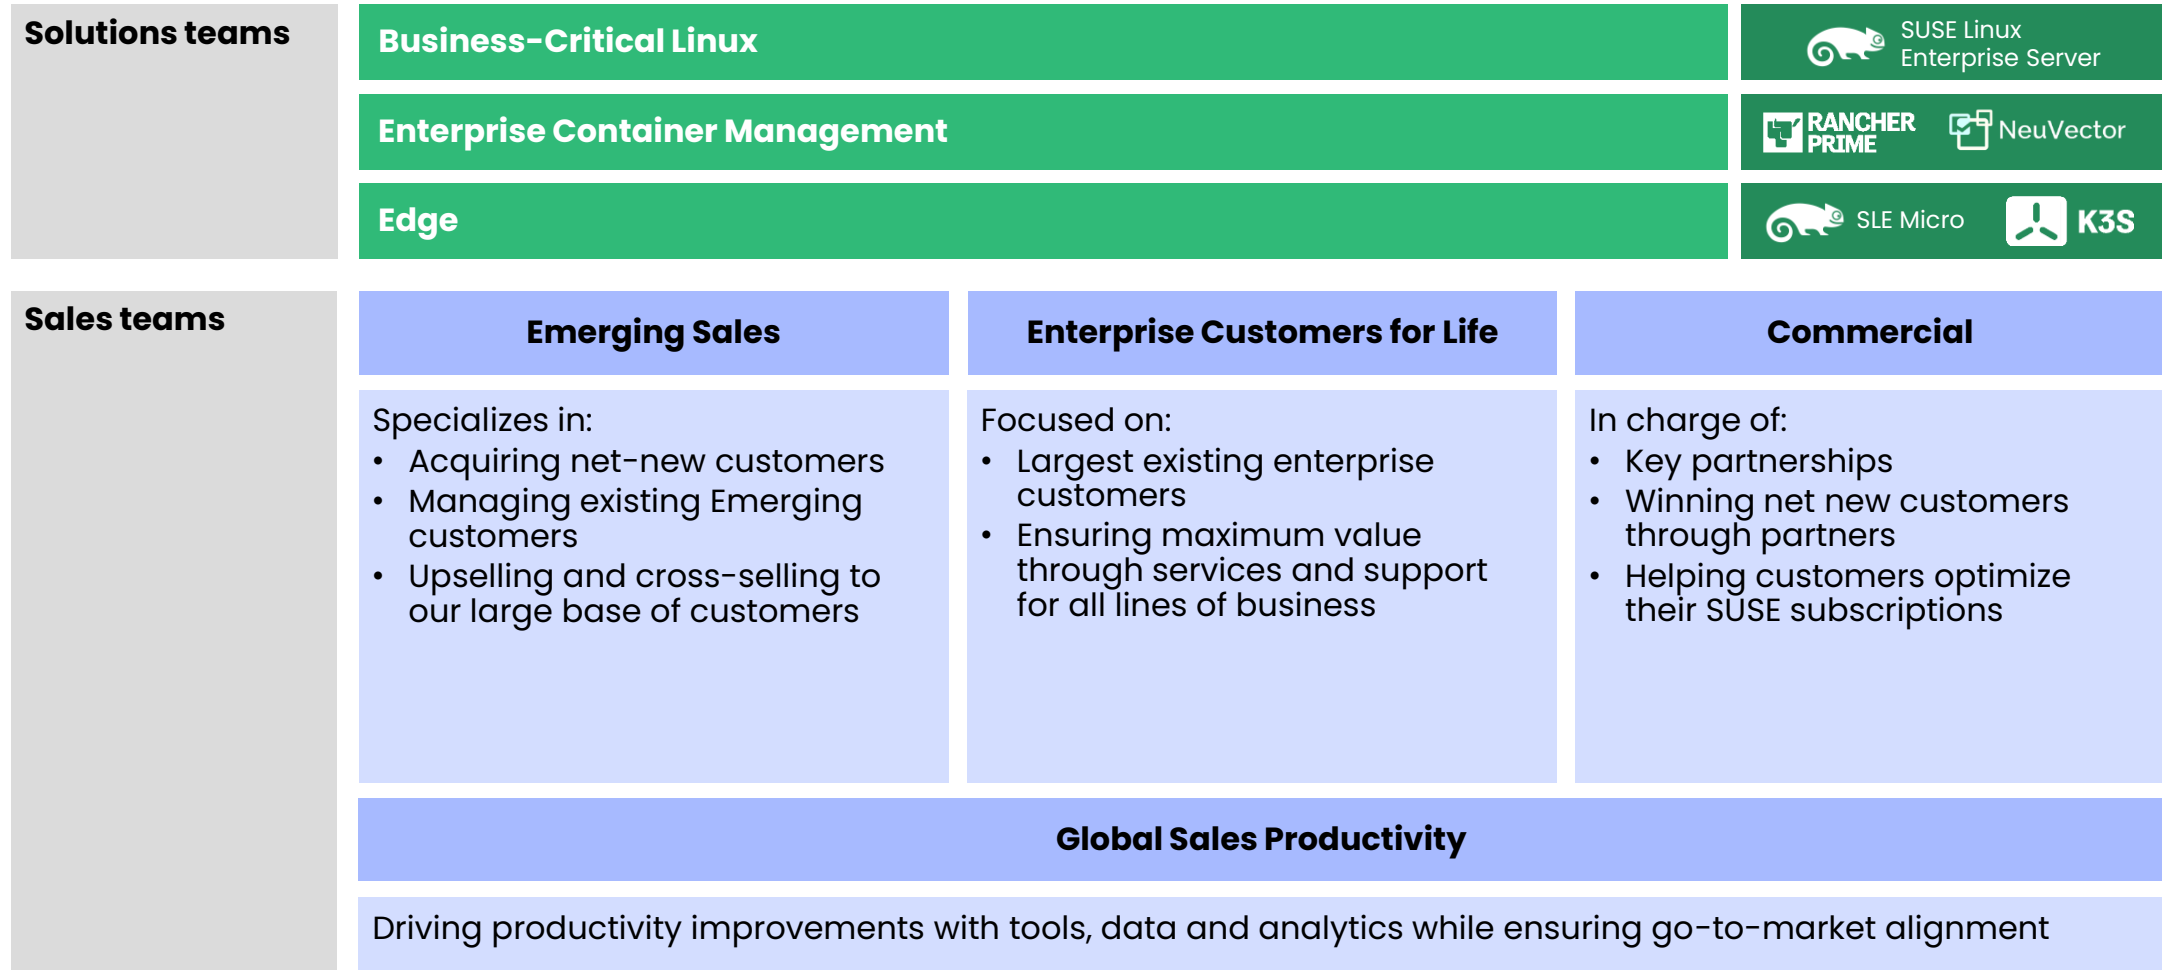 Solutions teams
Business-Critical Linux
SUSE Linux
Enterprise Server
Enterprise Container Management
RANCHER
PRIME
NeuVector
Edge
SLE Micro
K3S
Sales teams
Emerging Sales
Specializes in:
• Acquiring net-new customers
• Managing existing Emerging
customers
• Upselling and cross-selling to
our large base of customers
Enterprise Customers for Life
Focused on:
• Largest existing enterprise
customers
• Ensuring maximum value
through services and support
for all lines of business
Commercial
In charge of:
• Key partnerships
• Winning net new customers
through partners
• Helping customers optimize
their SUSE subscriptions
Global Sales Productivity
Driving productivity improvements with tools, data and analytics while ensuring go-to-market alignment